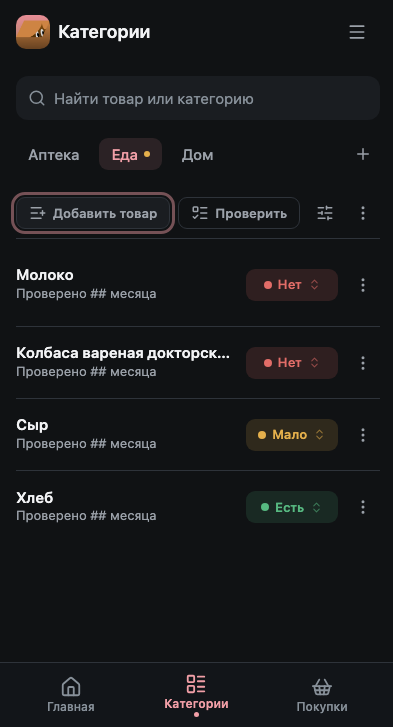 Категории
Найти товар или категорию
Аптека Еда Дом
Добавить товар Проверить
Молоко
Проверено ## месяца
Нет
Колбаса вареная докторск...
Проверено ## месяца
Нет
Сыр
Проверено ## месяца
Мало
Хлеб
Проверено ## месяца
Есть
Главная Категории Покупки